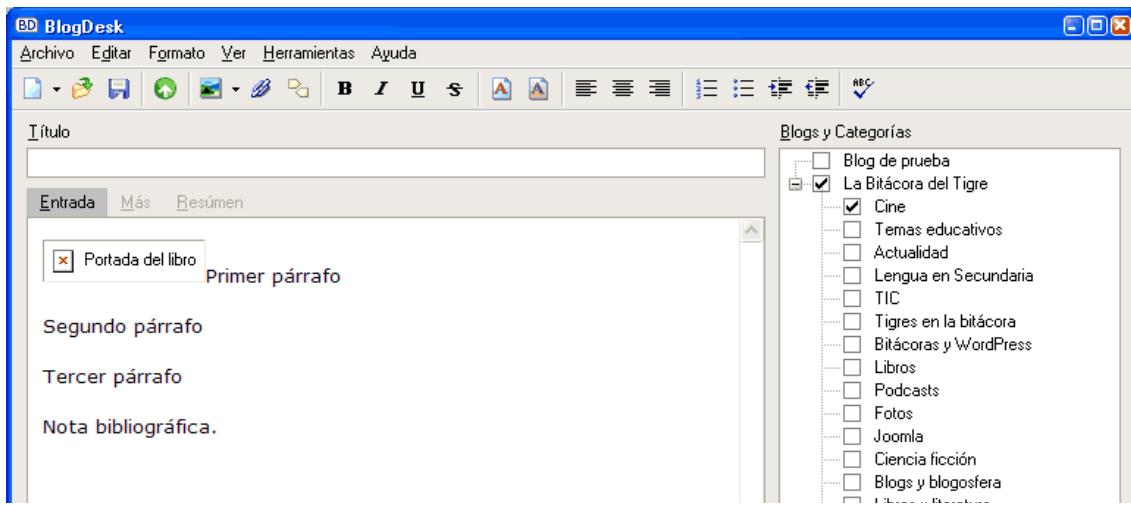 BD BlogDesk
Archivo Editar Formato Ver Herramientas Ayuda
B I U S A A ABC
Título
Blogs y Categorías
Entrada Más Resúmen
Portada del libro
Primer párrafo
Segundo párrafo
Tercer párrafo
Nota bibliográfica.
Blog de prueba
La Bitácora del Tigre
Cine
Temas educativos
Actualidad
Lengua en Secundaria
TIC
Tigres en la bitácora
Bitácoras y WordPress
Libros
Podcasts
Fotos
Joomla
Ciencia ficción
Blogs y blogosfera